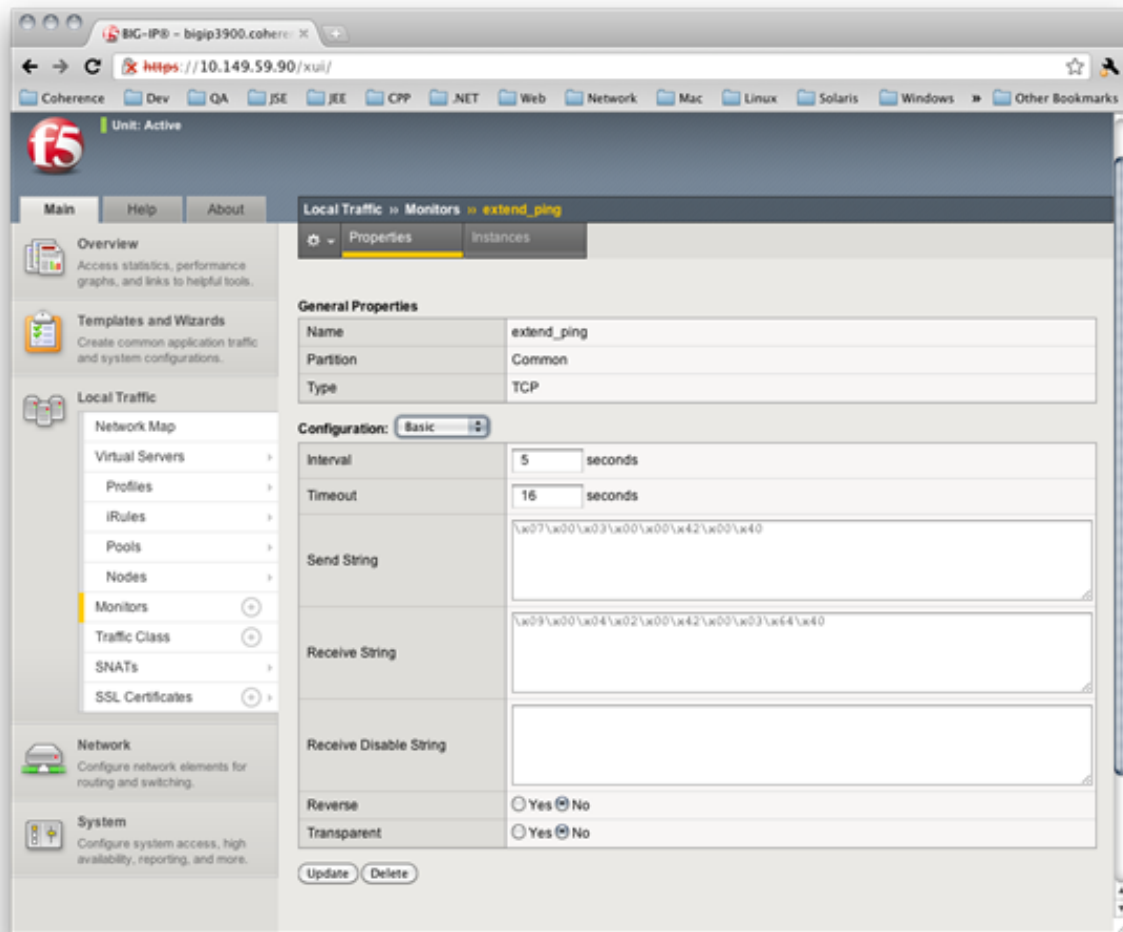 BIG-IP® - bigip3900.cohere
https://10.149.59.90/xui/
Coherence Dev QA JSE JEE CPP .NET Web Network Mac Linux Solaris Windows » Other Bookmarks
f5
Unit: Active
Main Help About
Local Traffic » Monitors » extend_ping
Properties Instances
Overview
Access statistics, performance
graphs, and links to helpful tools.
Templates and Wizards
Create common application traffic
and system configurations.
Local Traffic
Network Map
Virtual Servers
Profiles
iRules
Pools
Nodes
Monitors
Traffic Class
SNATs
SSL Certificates
Network
Configure network elements for
routing and switching.
System
Configure system access, high
availability, reporting, and more.
General Properties
Name extend_ping
Partition Common
Type TCP
Configuration: Basic
Interval 5 seconds
Timeout 16 seconds
Send String \x07\x00\x03\x00\x00\x42\x00\x40
Receive String \x09\x00\x04\x02\x00\x42\x00\x03\x64\x40
Receive Disable String
Reverse Yes No
Transparent Yes No
Update Delete